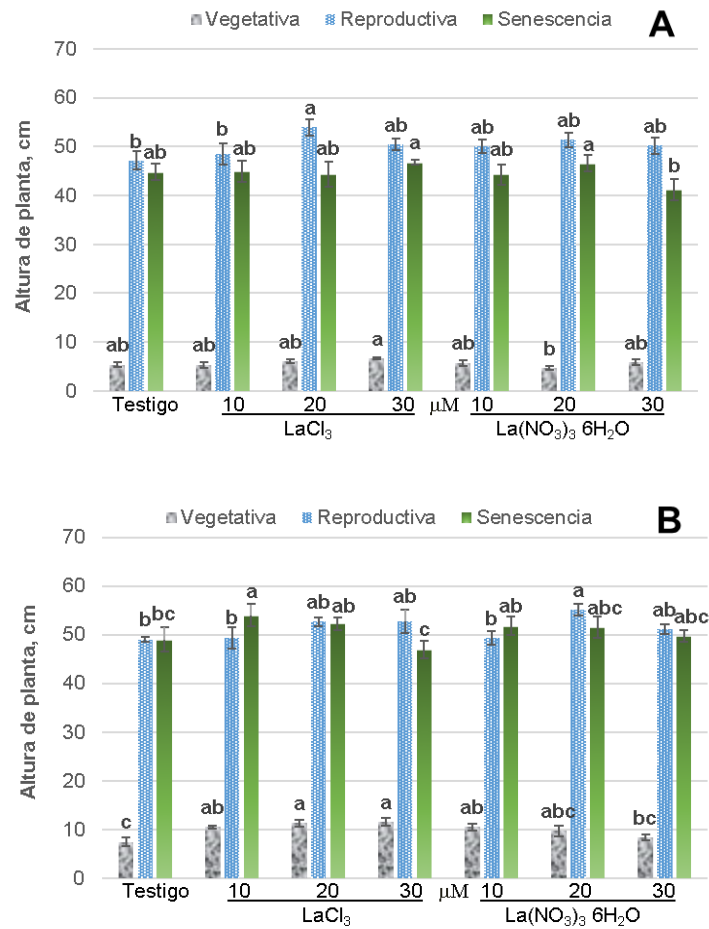 Vegetativa Reproductiva Senescencia
A
Altura de planta, cm
70
60
50
40
30
20
10
0
ab b ab
ab b ab
ab a ab
a ab a
ab ab ab
b ab a
ab ab b
Testigo 10 20 30 μM 10 20 30
LaCl₃ La(NO₃)₃ 6H₂O
Vegetativa Reproductiva Senescencia
B
Altura de planta, cm
70
60
50
40
30
20
10
0
c b bc
ab b a
a ab ab
a ab c
ab b ab
abc a abc
bc ab abc
Testigo 10 20 30 μM 10 20 30
LaCl₃ La(NO₃)₃ 6H₂O